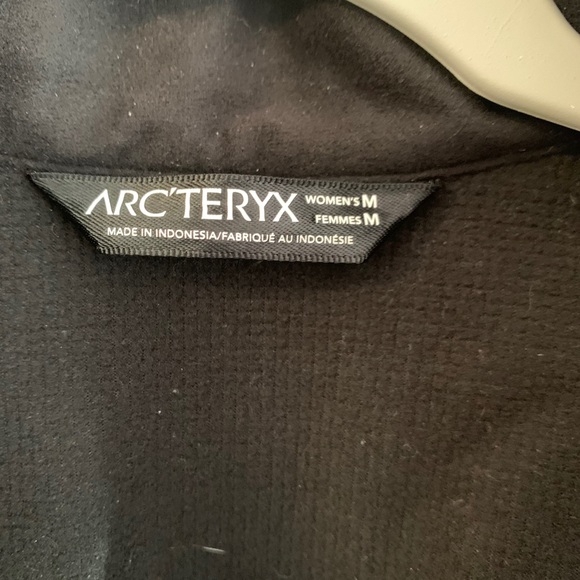 ARC'TERYX WOMEN'S M
FEMMES M
MADE IN INDONESIA/FABRIQUÉ AU INDONÉSIE